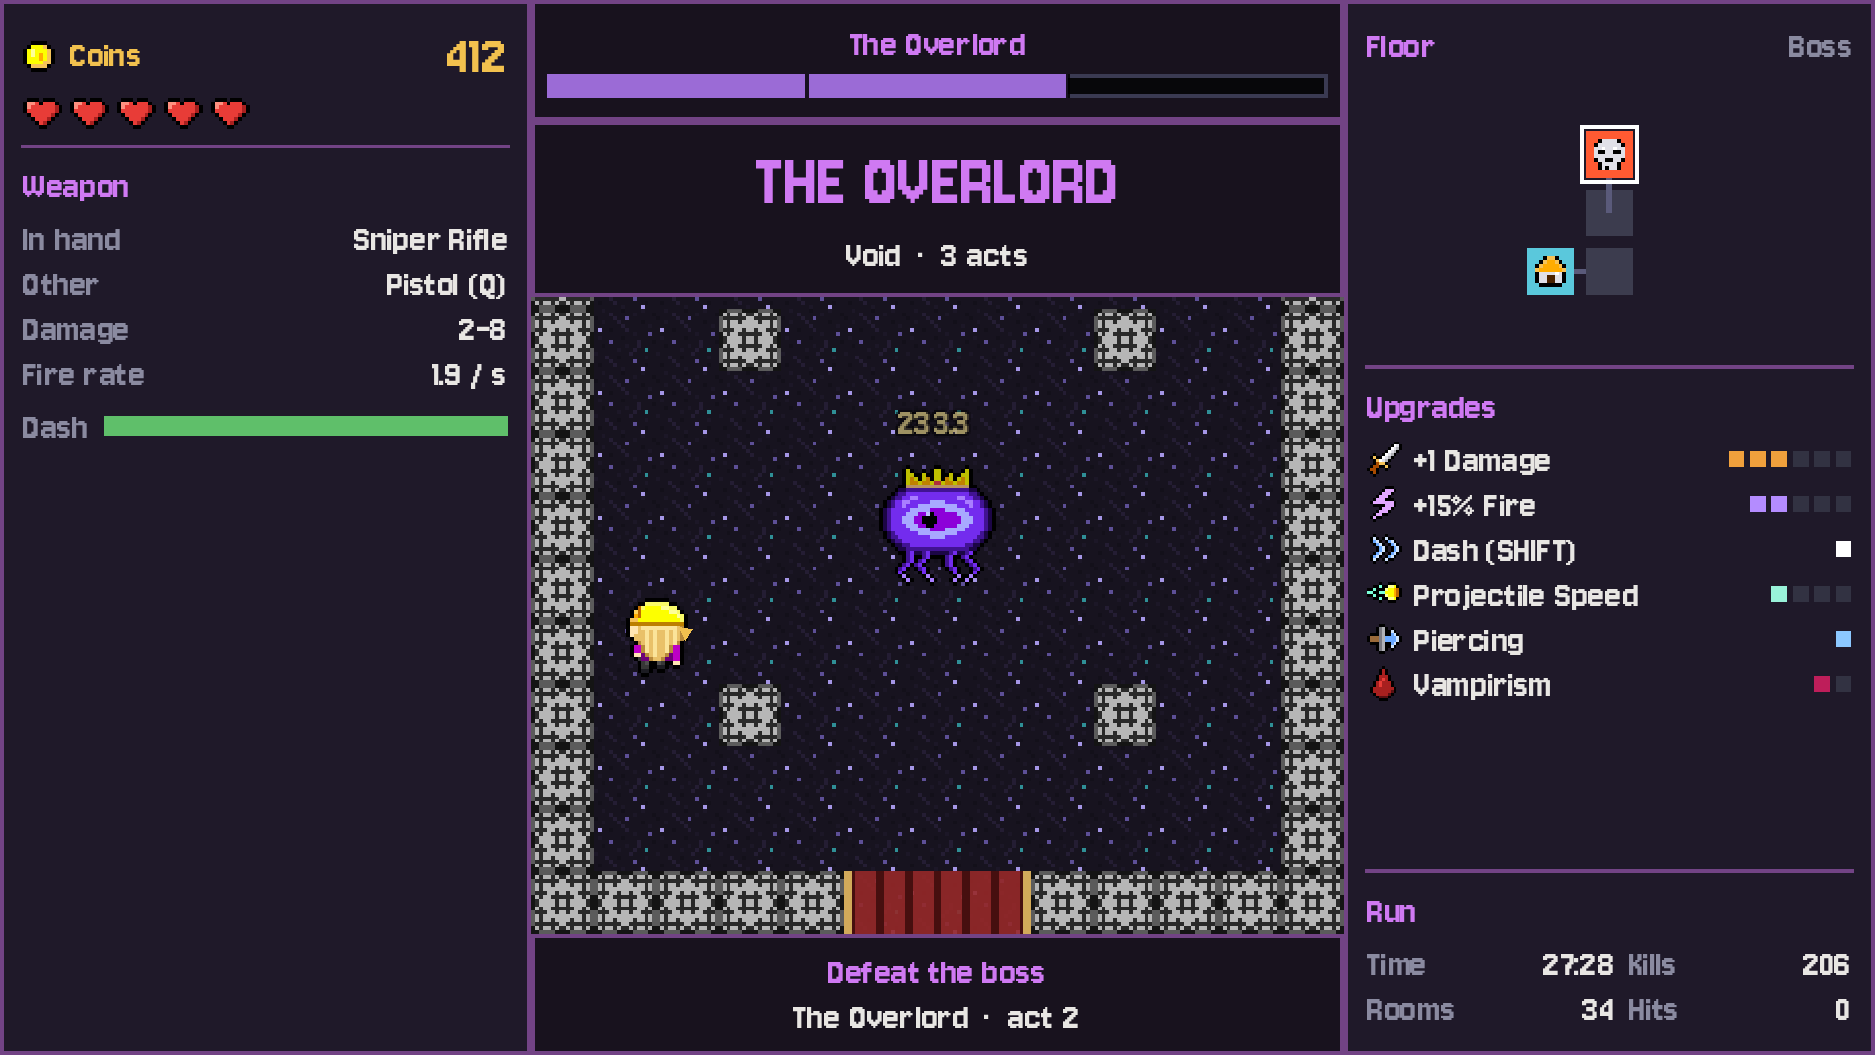 Coins 412
Weapon
In hand Sniper Rifle
Other Pistol (Q)
Damage 2-8
Fire rate 1.9 / s
Dash
The Overlord
THE OVERLORD
Void · 3 acts
233.3
Defeat the boss
The Overlord · act 2
Floor Boss
Upgrades
+1 Damage
+15% Fire
Dash (SHIFT)
Projectile Speed
Piercing
Vampirism
Run
Time 27:28 Kills 206
Rooms 34 Hits 0